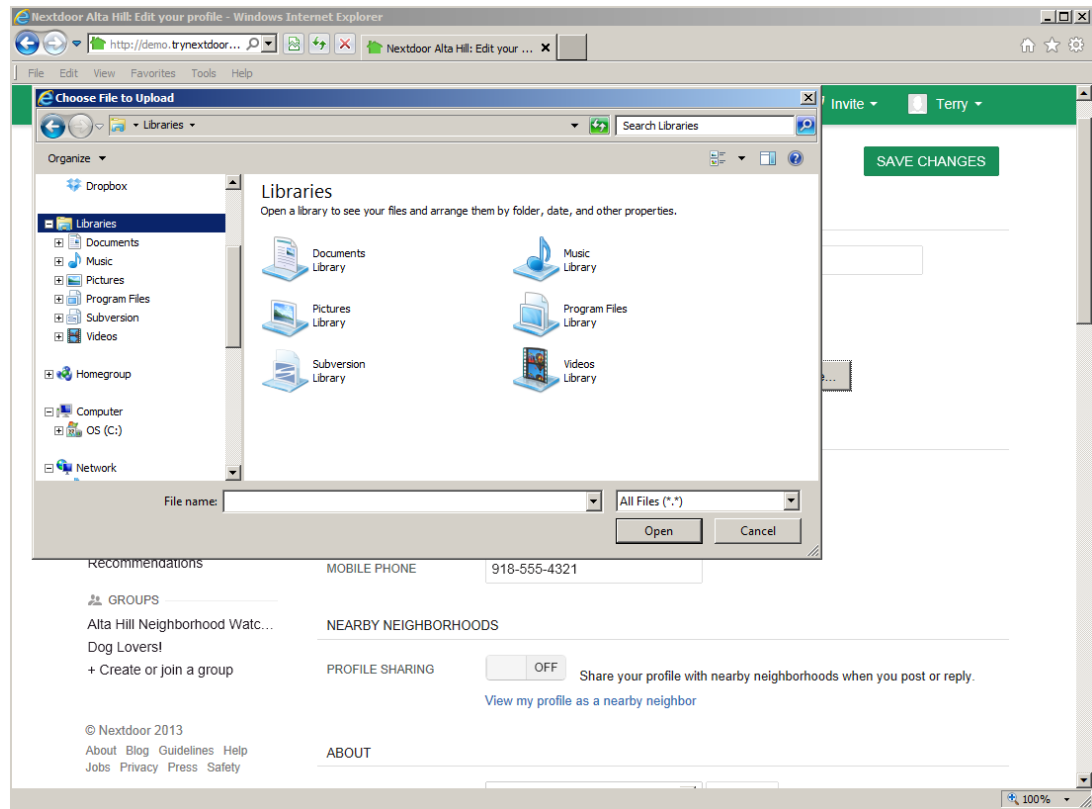 Nextdoor Alta Hill: Edit your profile - Windows Internet Explorer
http://demo.trynextdoor...
Nextdoor Alta Hill: Edit your ...
File Edit View Favorites Tools Help
Choose File to Upload
Invite
Terry
Libraries
Search Libraries
Organize
SAVE CHANGES
Dropbox
Libraries
Documents
Music
Pictures
Program Files
Subversion
Videos
Homegroup
Computer
OS (C:)
Network
Libraries
Open a library to see your files and arrange them by folder, date, and other properties.
Documents
Library
Music
Library
Pictures
Library
Program Files
Library
Subversion
Library
Videos
Library
File name:
All Files (*.*)
Open
Cancel
Recommendations
GROUPS
Alta Hill Neighborhood Watc...
Dog Lovers!
+ Create or join a group
© Nextdoor 2013
About Blog Guidelines Help
Jobs Privacy Press Safety
MOBILE PHONE
918-555-4321
NEARBY NEIGHBORHOODS
PROFILE SHARING
OFF
Share your profile with nearby neighborhoods when you post or reply.
View my profile as a nearby neighbor
ABOUT
100%